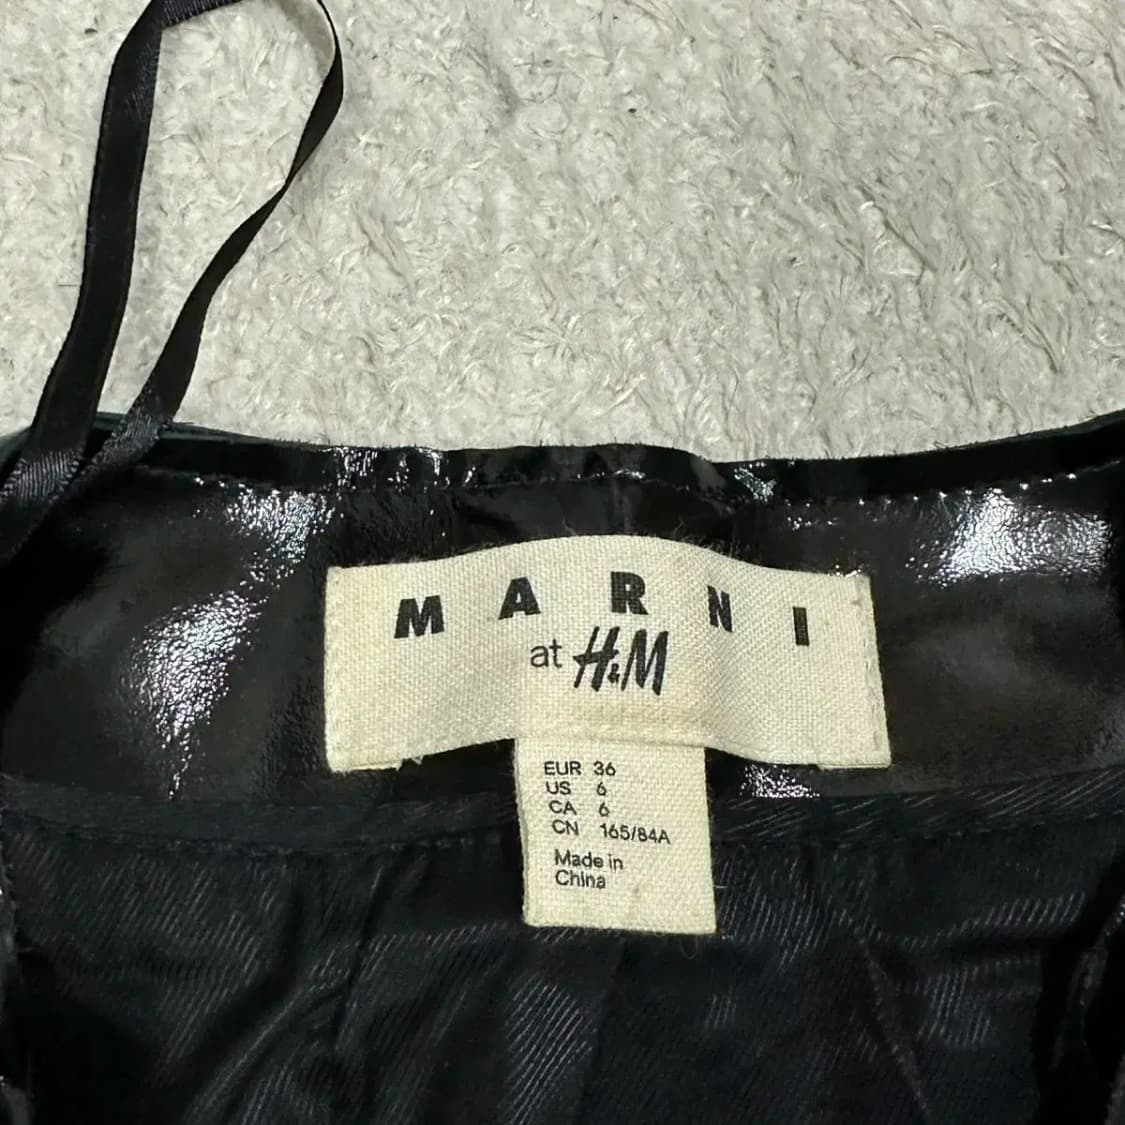 MARNI
at H&M
EUR 36
US 6
CA 6
CN 165/84A
Made in
China